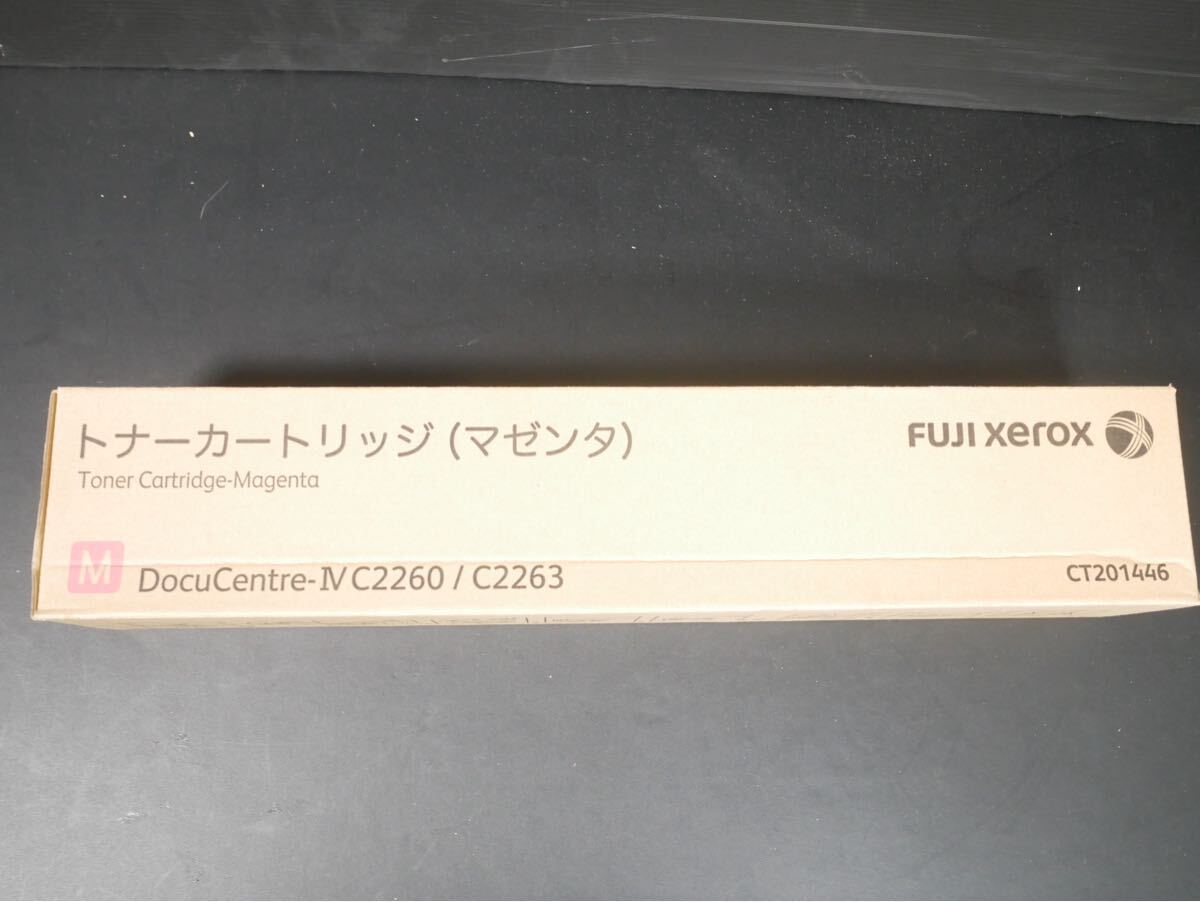 トナーカートリッジ (マゼンタ)
Toner Cartridge-Magenta
FUJI xerox
M DocuCentre-Ⅳ C2260 / C2263
CT201446